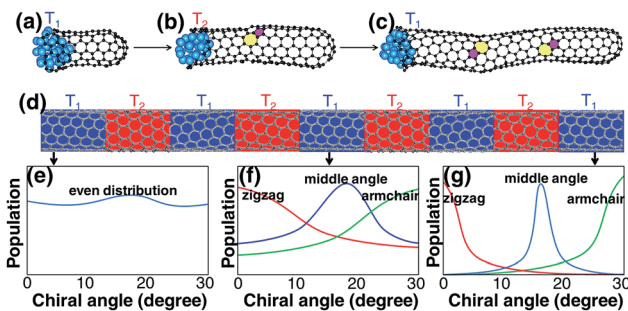 (a) T1
(b) T2
(c) T1
(d) T1 T2 T1 T2 T1 T2 T1 T2 T1
(e)
even distribution
Population
0 10 20 30
Chiral angle (degree)
(f)
middle angle
zigzag
armchair
Population
0 10 20 30
Chiral angle (degree)
(g)
middle angle
zigzag
armchair
Population
0 10 20 30
Chiral angle (degree)